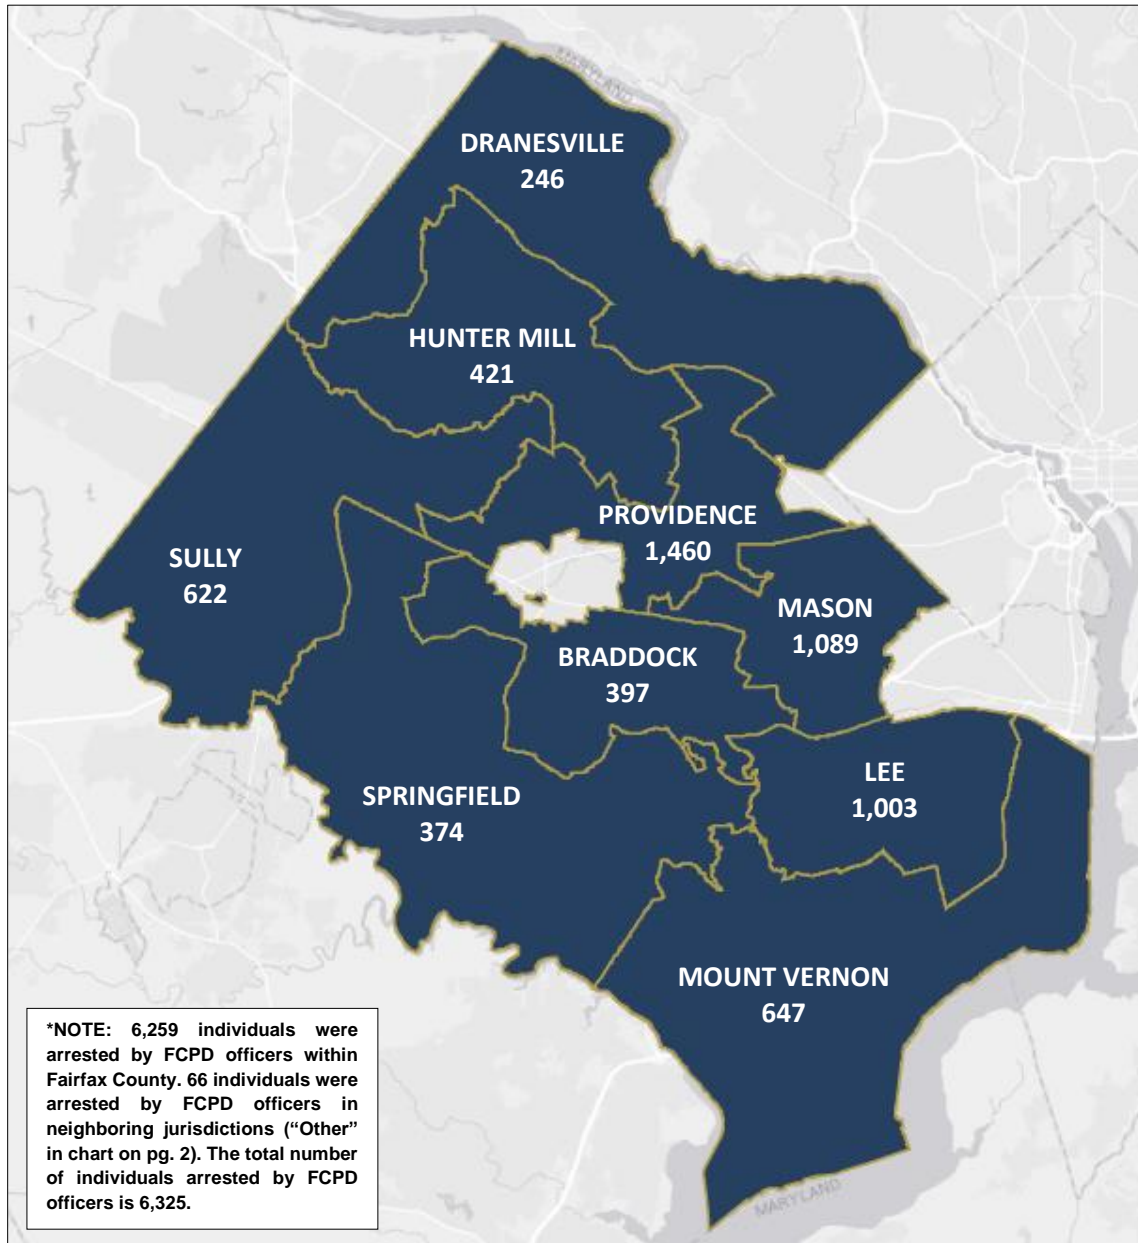 MARYLAND
DRANESVILLE
246
HUNTER MILL
421
PROVIDENCE
1,460
SULLY
622
MASON
1,089
BRADDOCK
397
LEE
1,003
SPRINGFIELD
374
MOUNT VERNON
647
*NOTE: 6,259 individuals were
arrested by FCPD officers within
Fairfax County. 66 individuals were
arrested by FCPD officers in
neighboring jurisdictions (“Other”
in chart on pg. 2). The total number
of individuals arrested by FCPD
officers is 6,325.
MARYLAND